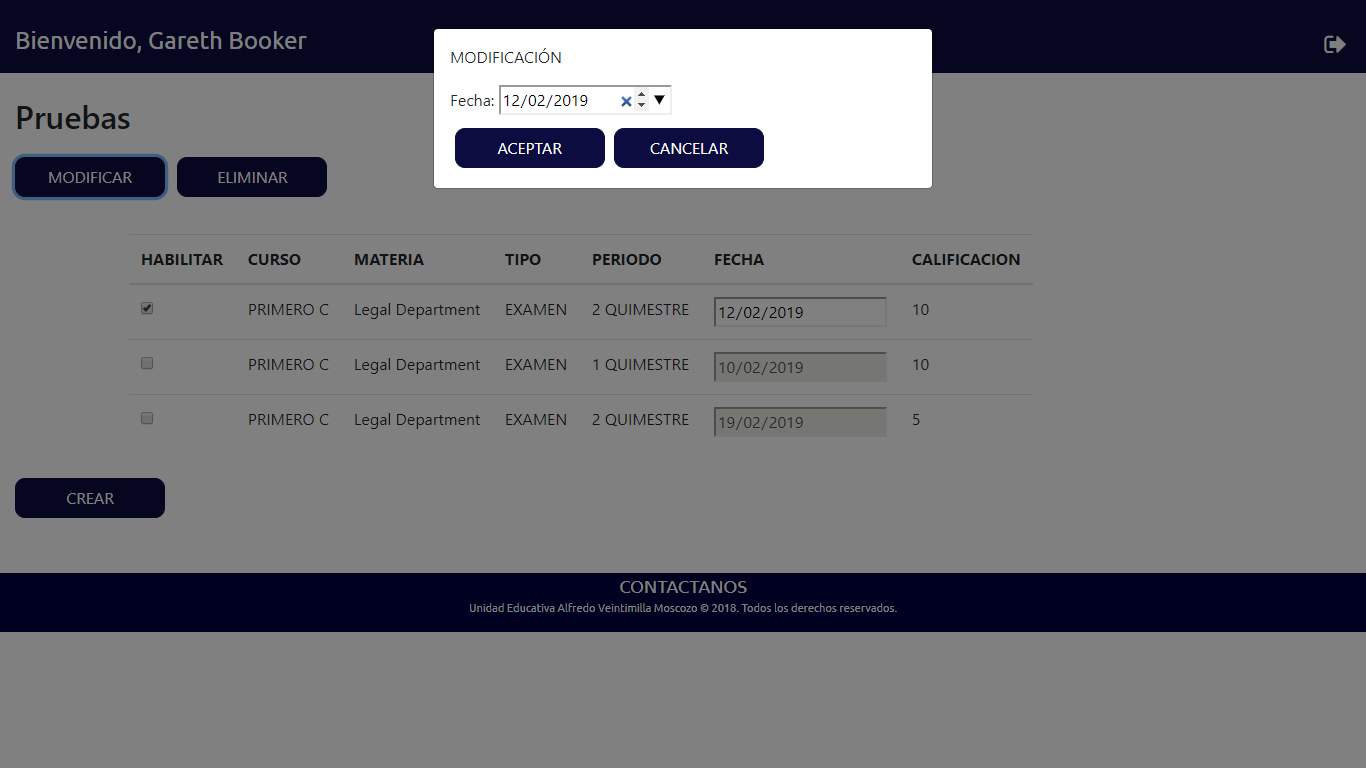 Bienvenido, Gareth Booker
MODIFICACIÓN
Fecha: 12/02/2019
ACEPTAR CANCELAR
Pruebas
MODIFICAR ELIMINAR
HABILITAR CURSO MATERIA TIPO PERIODO FECHA CALIFICACION
PRIMERO C Legal Department EXAMEN 2 QUIMESTRE 12/02/2019 10
PRIMERO C Legal Department EXAMEN 1 QUIMESTRE 10/02/2019 10
PRIMERO C Legal Department EXAMEN 2 QUIMESTRE 19/02/2019 5
CREAR
CONTACTANOS
Unidad Educativa Alfredo Veintimilla Moscozo © 2018. Todos los derechos reservados.